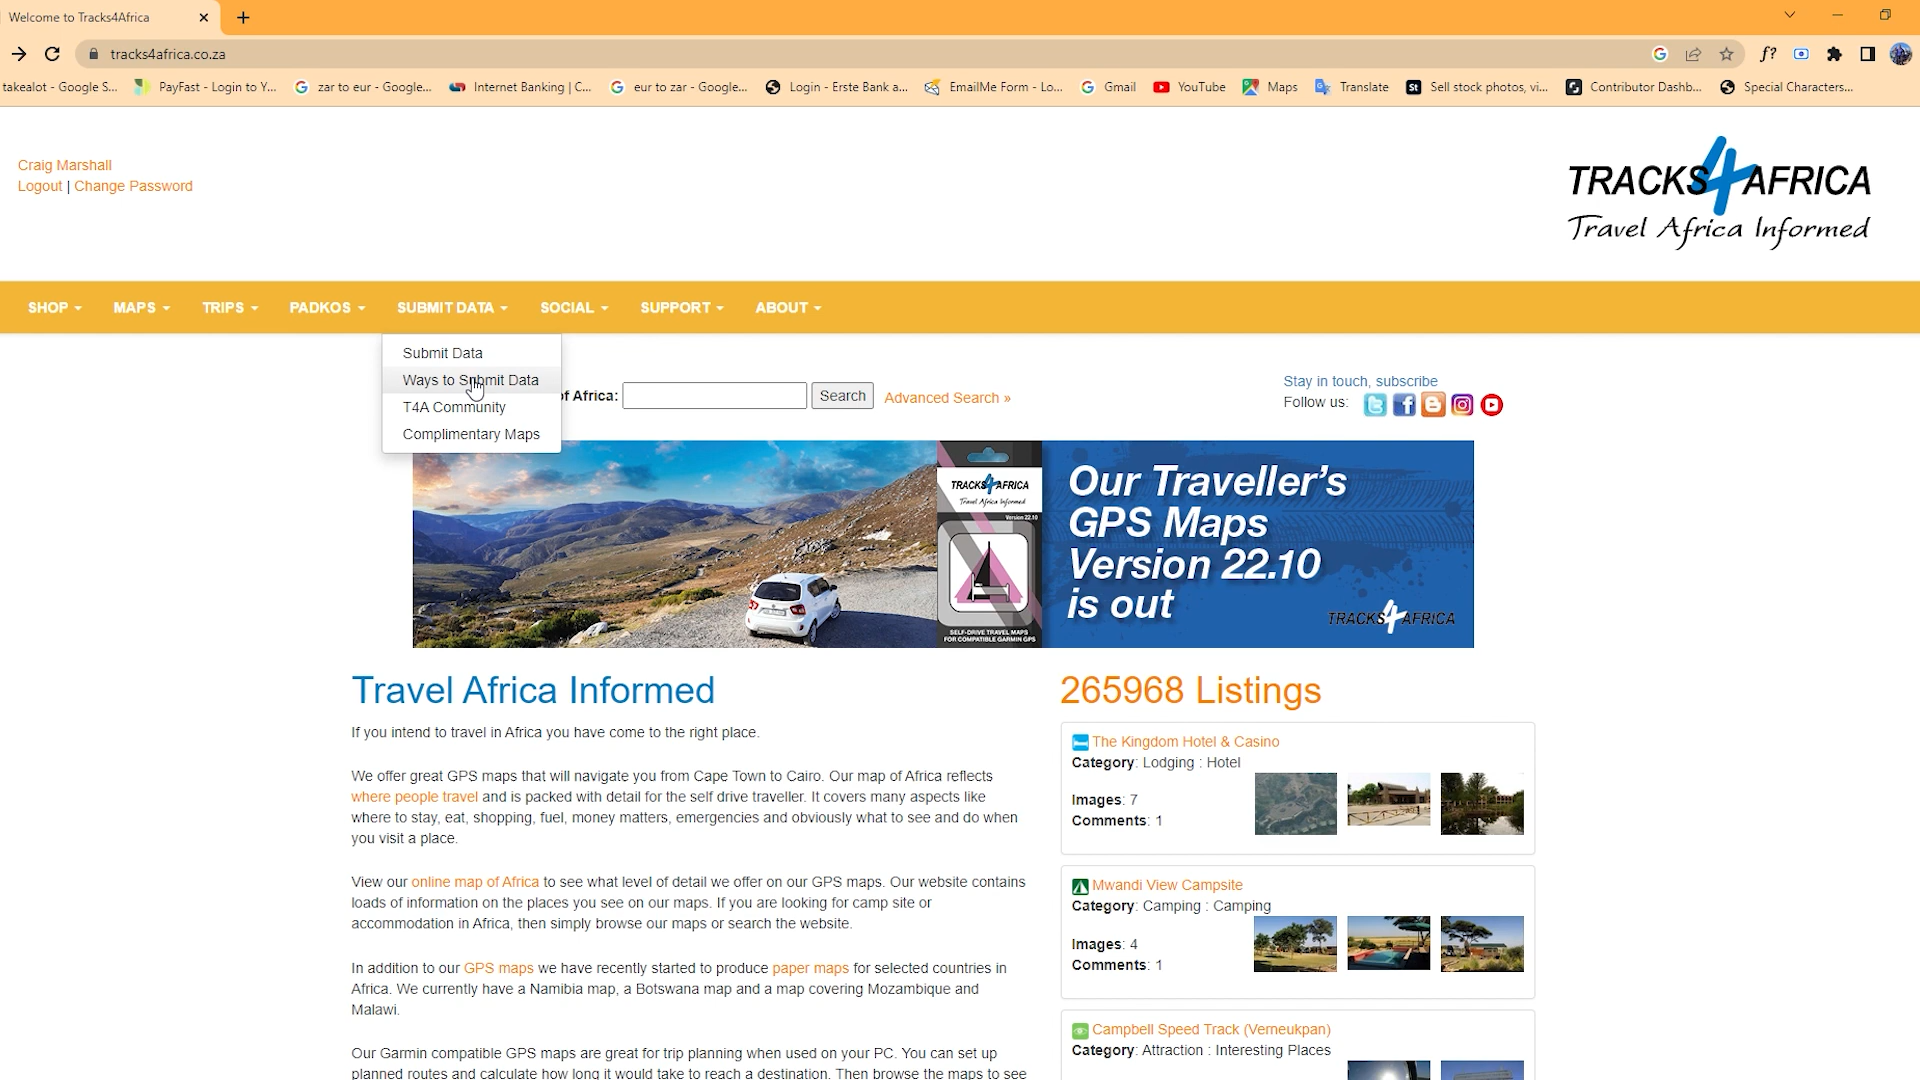 Welcome to Tracks4Africa
tracks4africa.co.za
f?
takealot - Google S... PayFast - Login to Y... zar to eur - Google... Internet Banking | C... eur to zar - Google... Login - Erste Bank a... EmailMe Form - Lo... Gmail YouTube Maps Translate St Sell stock photos, vi... Contributor Dashb... Special Characters...
Craig Marshall
Logout | Change Password
TRACKS4AFRICA
Travel Africa Informed
SHOP MAPS TRIPS PADKOS SUBMIT DATA SOCIAL SUPPORT ABOUT
Submit Data
Ways to Submit Data
T4A Community
Complimentary Maps
of Africa: Search Advanced Search »
Stay in touch, subscribe
Follow us:
TRACKS4AFRICA
Travel Africa Informed
Version 22.10
SELF-DRIVE TRAVEL MAPS
FOR COMPATIBLE GARMIN GPS
Our Traveller's
GPS Maps
Version 22.10
is out
TRACKS4AFRICA
Travel Africa Informed
If you intend to travel in Africa you have come to the right place.
We offer great GPS maps that will navigate you from Cape Town to Cairo. Our map of Africa reflects
where people travel and is packed with detail for the self drive traveller. It covers many aspects like
where to stay, eat, shopping, fuel, money matters, emergencies and obviously what to see and do when
you visit a place.
View our online map of Africa to see what level of detail we offer on our GPS maps. Our website contains
loads of information on the places you see on our maps. If you are looking for camp site or
accommodation in Africa, then simply browse our maps or search the website.
In addition to our GPS maps we have recently started to produce paper maps for selected countries in
Africa. We currently have a Namibia map, a Botswana map and a map covering Mozambique and
Malawi.
Our Garmin compatible GPS maps are great for trip planning when used on your PC. You can set up
planned routes and calculate how long it would take to reach a destination. Then browse the maps to see
265968 Listings
The Kingdom Hotel & Casino
Category: Lodging : Hotel
Images: 7
Comments: 1
Mwandi View Campsite
Category: Camping : Camping
Images: 4
Comments: 1
Campbell Speed Track (Verneukpan)
Category: Attraction : Interesting Places